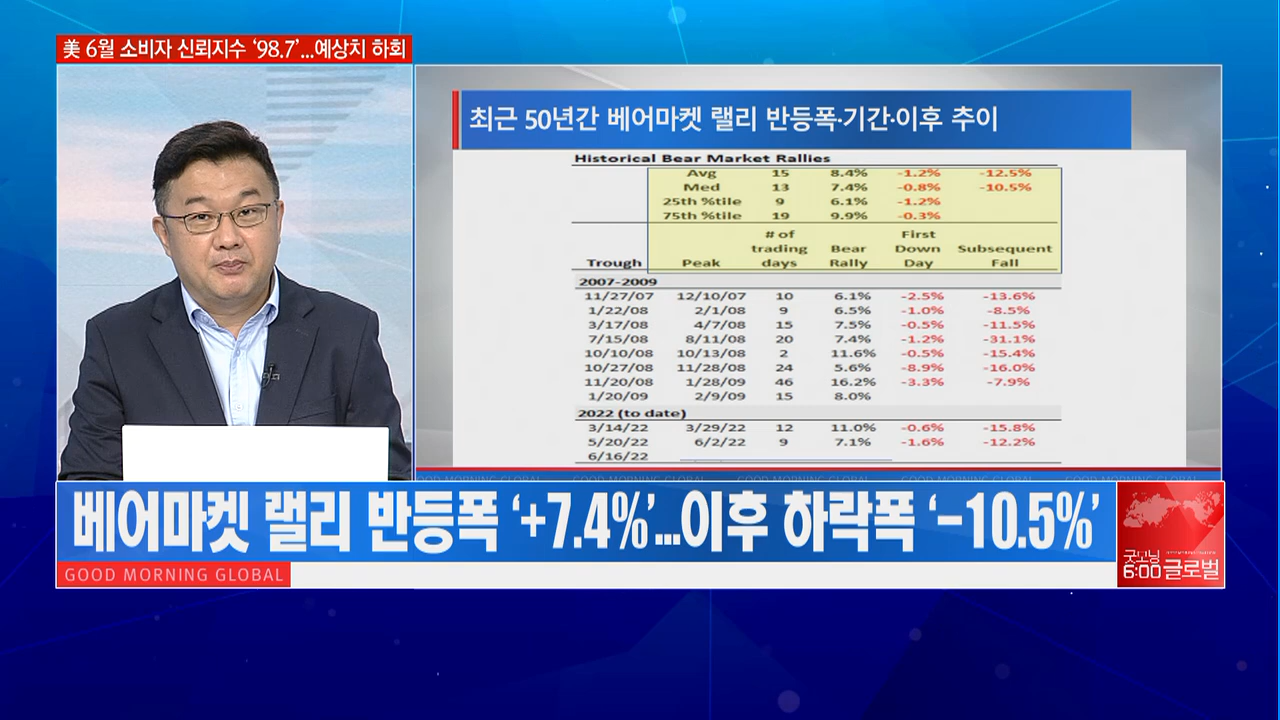 美 6월 소비자 신뢰지수 ‘98.7’...예상치 하회
최근 50년간 베어마켓 랠리 반등폭·기간·이후 추이
Historical Bear Market Rallies
Avg 15 8.4% -1.2% -12.5%
Med 13 7.4% -0.8% -10.5%
25th %tile 9 6.1% -1.2%
75th %tile 19 9.9% -0.3%
# of First
trading Bear Down Subsequent
Trough Peak days Rally Day Fall
2007-2009
11/27/07 12/10/07 10 6.1% -2.5% -13.6%
1/22/08 2/1/08 9 6.5% -1.0% -8.5%
3/17/08 4/7/08 15 7.5% -0.5% -11.5%
7/15/08 8/11/08 20 7.4% -1.2% -31.1%
10/10/08 10/13/08 2 11.6% -0.5% -15.4%
10/27/08 11/28/08 24 5.6% -8.9% -16.0%
11/20/08 1/28/09 46 16.2% -3.3% -7.9%
1/20/09 2/9/09 15 8.0%
2022 (to date)
3/14/22 3/29/22 12 11.0% -0.6% -15.8%
5/20/22 6/2/22 9 7.1% -1.6% -12.2%
6/16/22
베어마켓 랠리 반등폭 ‘+7.4%’...이후 하락폭 ‘-10.5%’
GOOD MORNING GLOBAL
굿모닝
6:00 글로벌